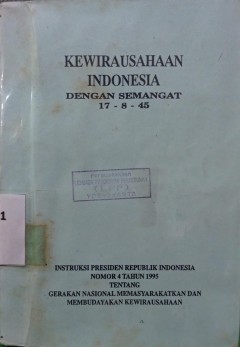 KEWIRAUSAHAAN
INDONESIA
DENGAN SEMANGAT
17 - 8 - 45
1
INSTRUKSI PRESIDEN REPUBLIK INDONESIA
NOMOR 4 TAHUN 1995
TENTANG
GERAKAN NASIONAL MEMASYARAKATKAN DAN
MEMBUDAYAKAN KEWIRAUSAHAAN